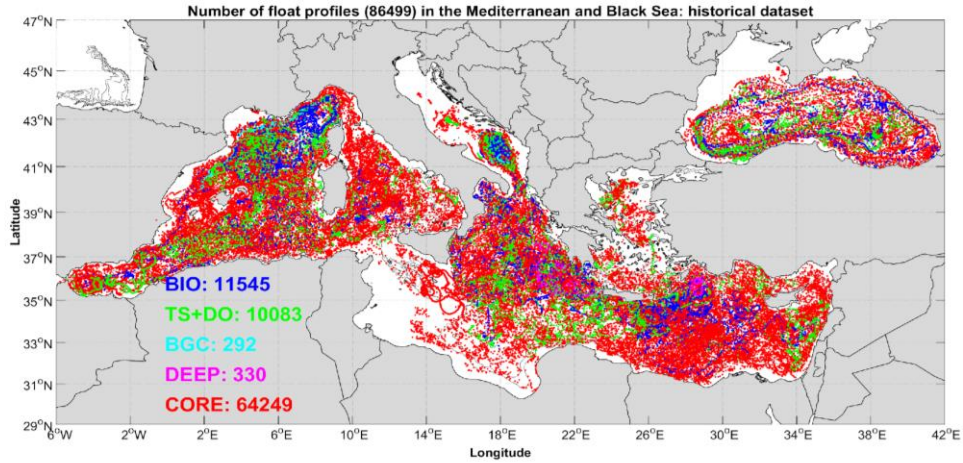 Number of float profiles (86499) in the Mediterranean and Black Sea: historical dataset
47°N
45°N
43°N
41°N
39°N
37°N
35°N
33°N
31°N
29°N
Latitude
BIO: 11545
TS+DO: 10083
BGC: 292
DEEP: 330
CORE: 64249
6°W
2°W
2°E
6°E
10°E
14°E
18°E
22°E
26°E
30°E
34°E
38°E
42°E
Longitude